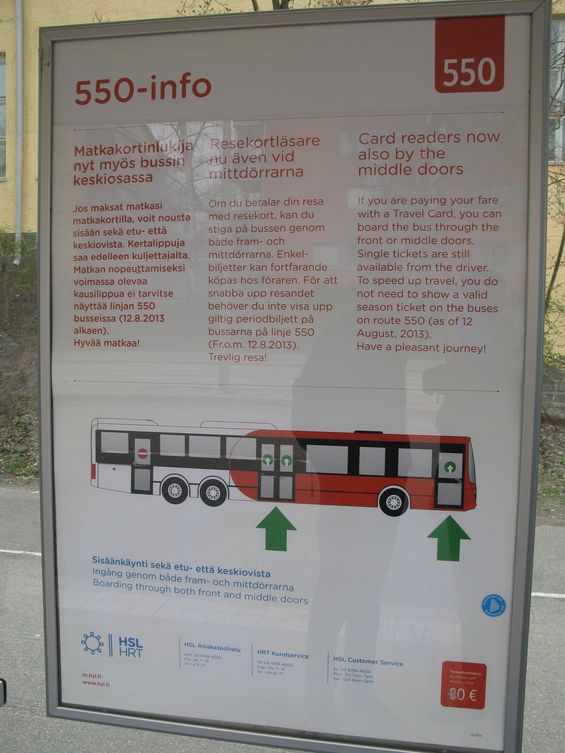 550
550-info
Matkakortinlukija
nyt myös bussin
keskiosassa
Jos maksat matkasi
matkakortilla, voit nousta
sisään sekä etu- että
keskiovista. Kertalippuja
saa edelleen kuljettajalta.
Matkan nopeuttamiseksi
voimassa olevaa
kausilippua ei tarvitse
näyttää linjan 550
busseissa (12.8.2013
alkaen).
Hyvää matkaa!
Resekortläsare
nu även vid
mittdörrarna
Om du betalar din resa
med resekort, kan du
stiga på bussen genom
både fram- och
mittdörrarna. Enkel-
biljetter kan fortfarande
köpas hos föraren. För att
snabba upp resandet
behöver du inte visa upp
giltig periodbiljett på
bussarna på linje 550
(Fr.o.m. 12.8.2013).
Trevlig resa!
Card readers now
also by the
middle doors
If you are paying your fare
with a Travel Card, you can
board the bus through the
front or middle doors.
Single tickets are still
available from the driver.
To speed up travel, you do
not need to show a valid
season ticket on the buses
on route 550 (as of 12
August, 2013).
Have a pleasant journey!
Sisäänkäynti sekä etu- että keskiovista
Ingång genom både fram- och mittdörrarna
Boarding through both front and middle doors
HSL
HRT
m.hsl.fi
www.hsl.fi
HSL Asiakaspalvelu
HRT Kundservice
HSL Customer Service
80 €